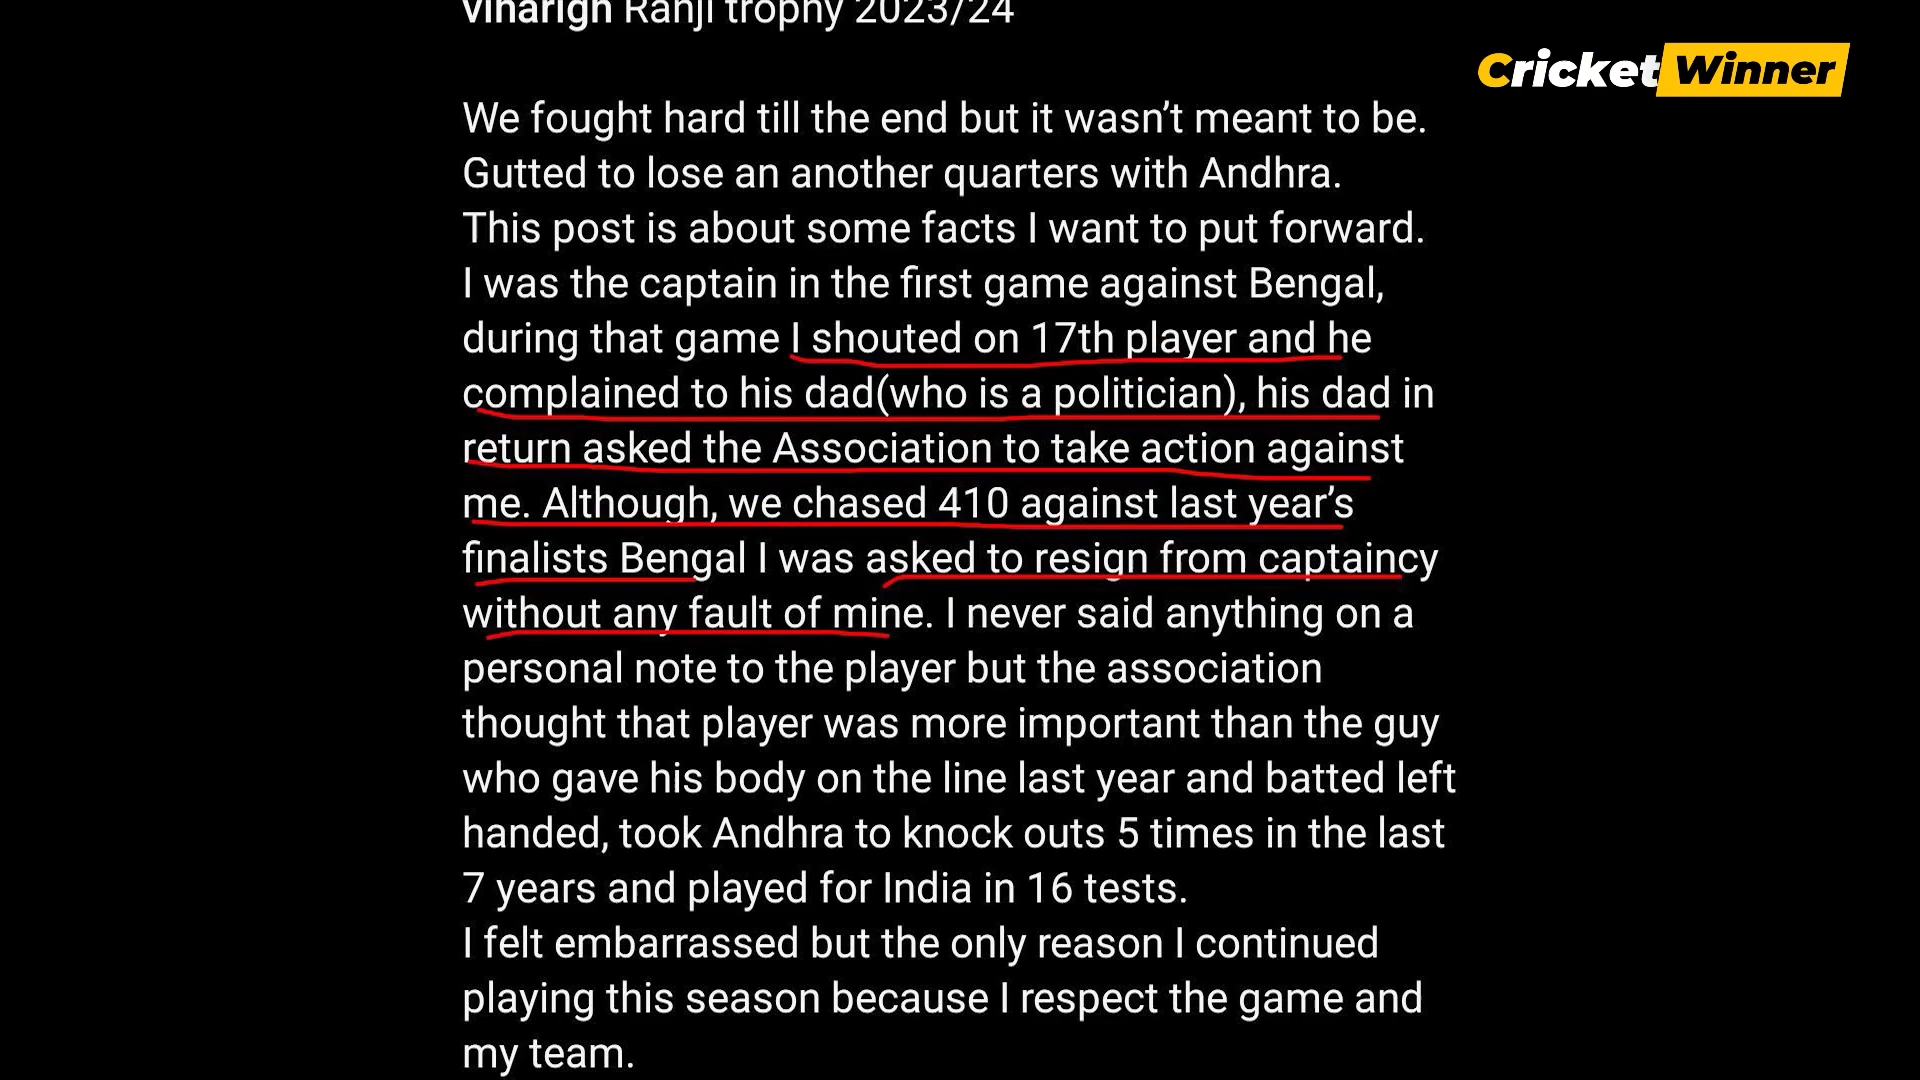 viharigh Ranji trophy 2023/24
Cricket Winner
We fought hard till the end but it wasn’t meant to be.
Gutted to lose an another quarters with Andhra.
This post is about some facts I want to put forward.
I was the captain in the first game against Bengal,
during that game I shouted on 17th player and he
complained to his dad(who is a politician), his dad in
return asked the Association to take action against
me. Although, we chased 410 against last year’s
finalists Bengal I was asked to resign from captaincy
without any fault of mine. I never said anything on a
personal note to the player but the association
thought that player was more important than the guy
who gave his body on the line last year and batted left
handed, took Andhra to knock outs 5 times in the last
7 years and played for India in 16 tests.
I felt embarrassed but the only reason I continued
playing this season because I respect the game and
my team.